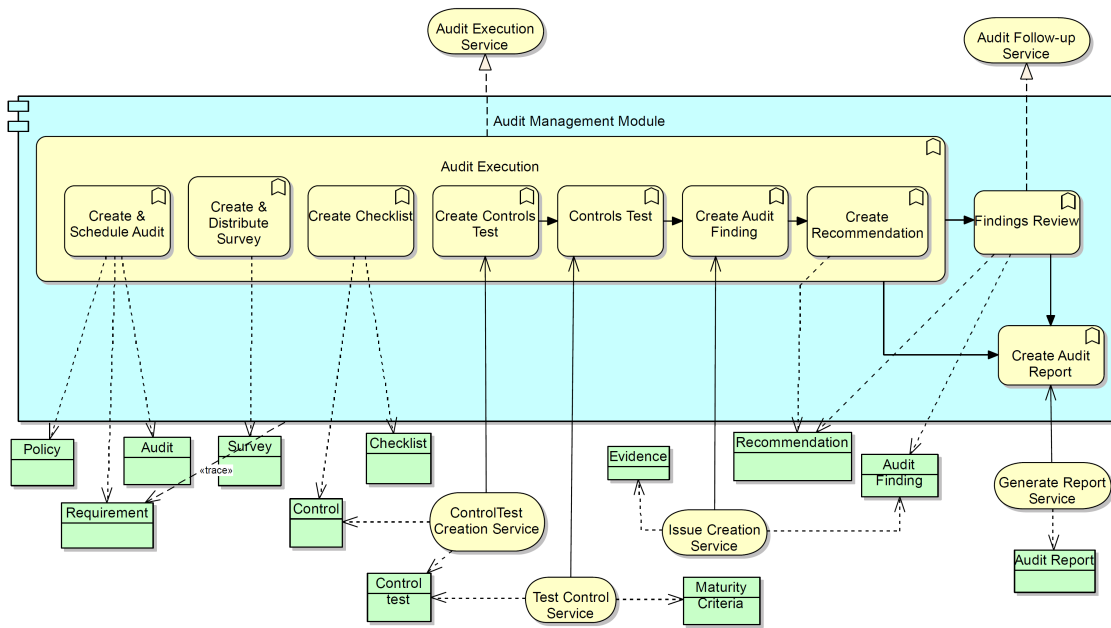 Audit Execution
Service
Audit Follow-up
Service
Audit Management Module
Audit Execution
Create &
Schedule Audit
Create &
Distribute
Survey
Create Checklist
Create Controls
Test
Controls Test
Create Audit
Finding
Create
Recommendation
Findings Review
Create Audit
Report
Policy
Audit
Survey
Checklist
Recommendation
Evidence
Audit
Finding
«trace»
Requirement
Control
ControlTest
Creation Service
Issue Creation
Service
Generate Report
Service
Audit Report
Control
test
Test Control
Service
Maturity
Criteria